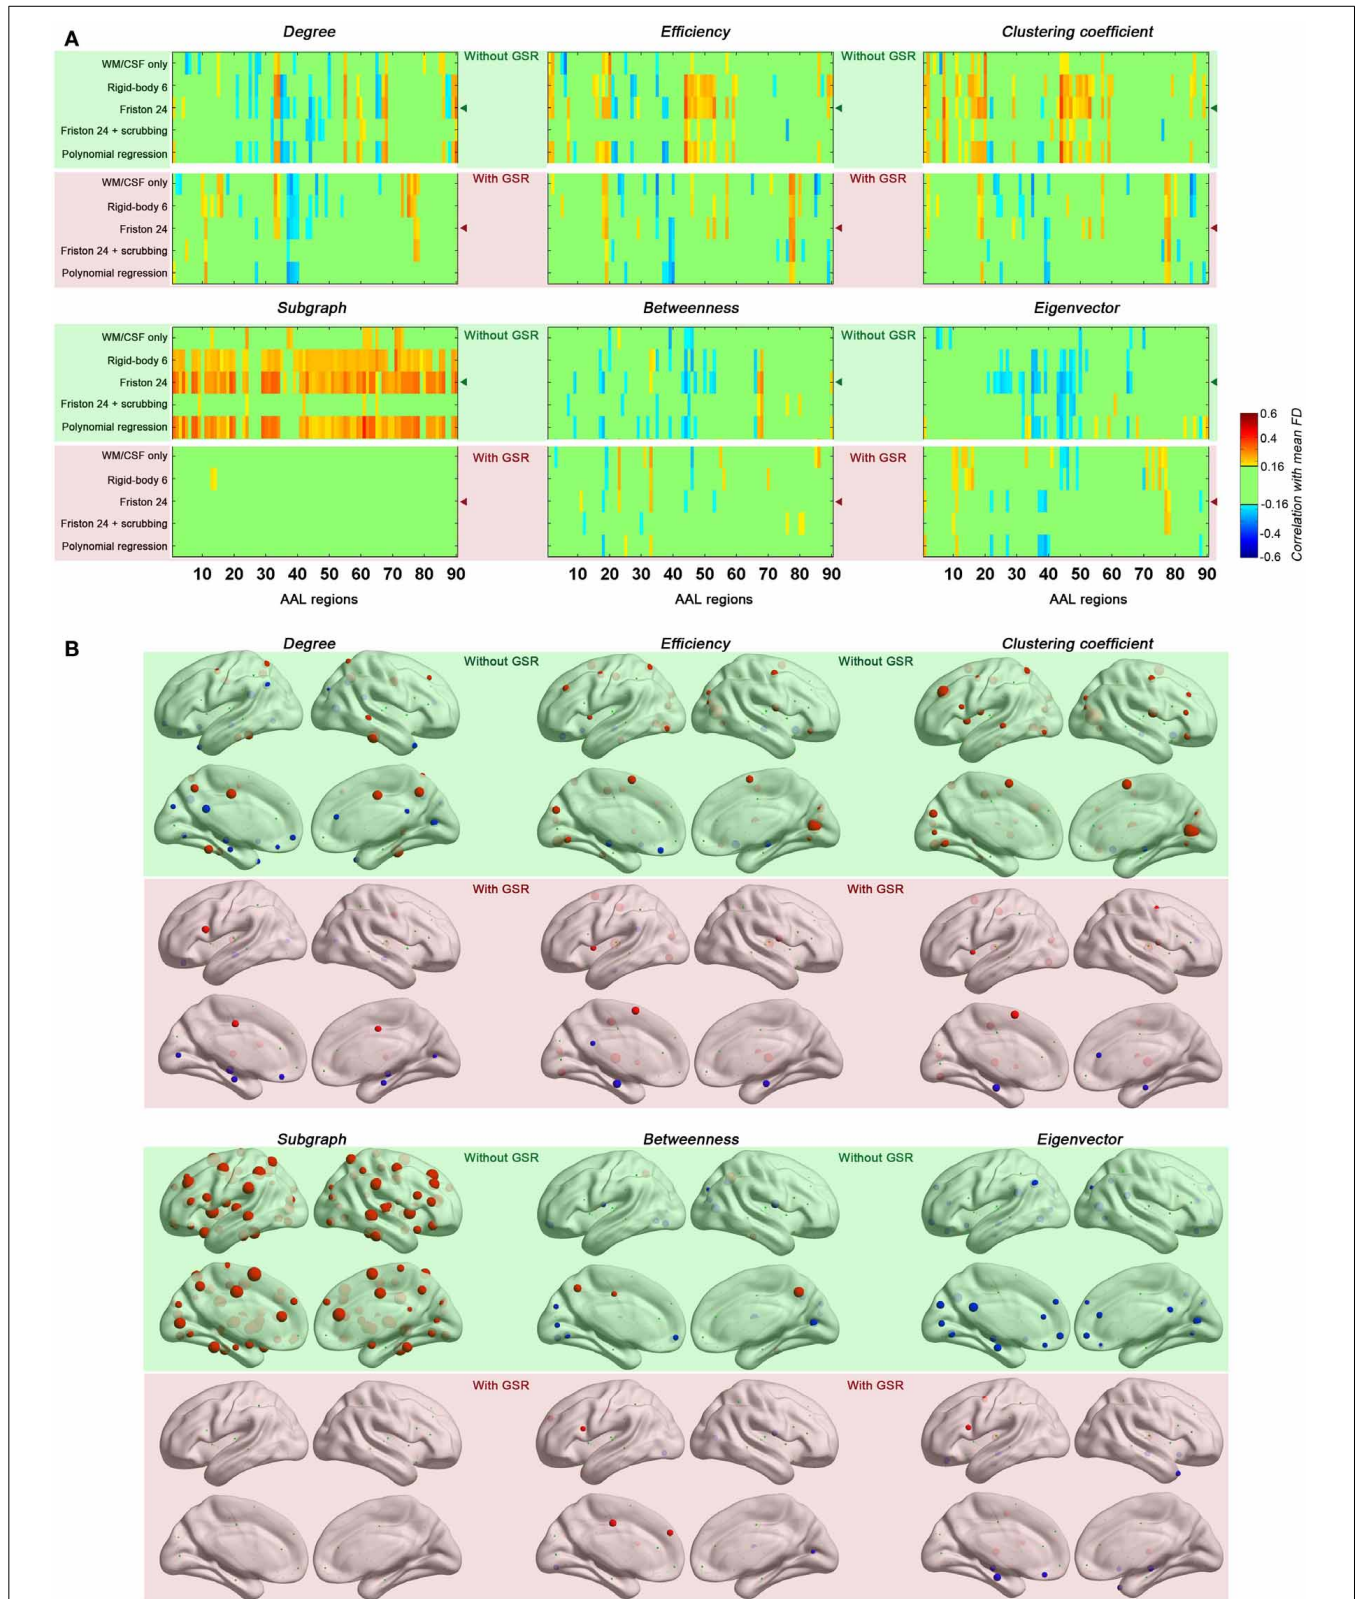 A
Degree
Efficiency
Clustering coefficient
WM/CSF only
Rigid-body 6
Friston 24
Friston 24 + scrubbing
Polynomial regression
Without GSR
Without GSR
WM/CSF only
Rigid-body 6
Friston 24
Friston 24 + scrubbing
Polynomial regression
With GSR
With GSR
Subgraph
Betweenness
Eigenvector
WM/CSF only
Rigid-body 6
Friston 24
Friston 24 + scrubbing
Polynomial regression
Without GSR
Without GSR
WM/CSF only
Rigid-body 6
Friston 24
Friston 24 + scrubbing
Polynomial regression
With GSR
With GSR
10 20 30 40 50 60 70 80 90
10 20 30 40 50 60 70 80 90
10 20 30 40 50 60 70 80 90
AAL regions
AAL regions
AAL regions
0.6
0.4
0.16
-0.16
-0.4
-0.6
Correlation with mean FD
B
Degree
Efficiency
Clustering coefficient
Without GSR
Without GSR
With GSR
With GSR
Subgraph
Betweenness
Eigenvector
Without GSR
Without GSR
With GSR
With GSR